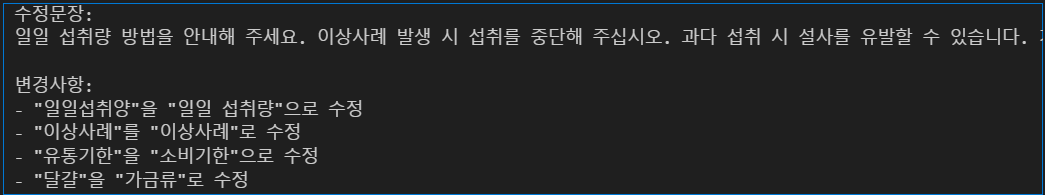 수정문장:
일일 섭취량 방법을 안내해 주세요. 이상사례 발생 시 섭취를 중단해 주십시오. 과다 섭취 시 설사를 유발할 수 있습니다.
변경사항:
- "일일섭취양"을 "일일 섭취량"으로 수정
- "이상사례"를 "이상사례"로 수정
- "유통기한"을 "소비기한"으로 수정
- "달걀"을 "가금류"로 수정